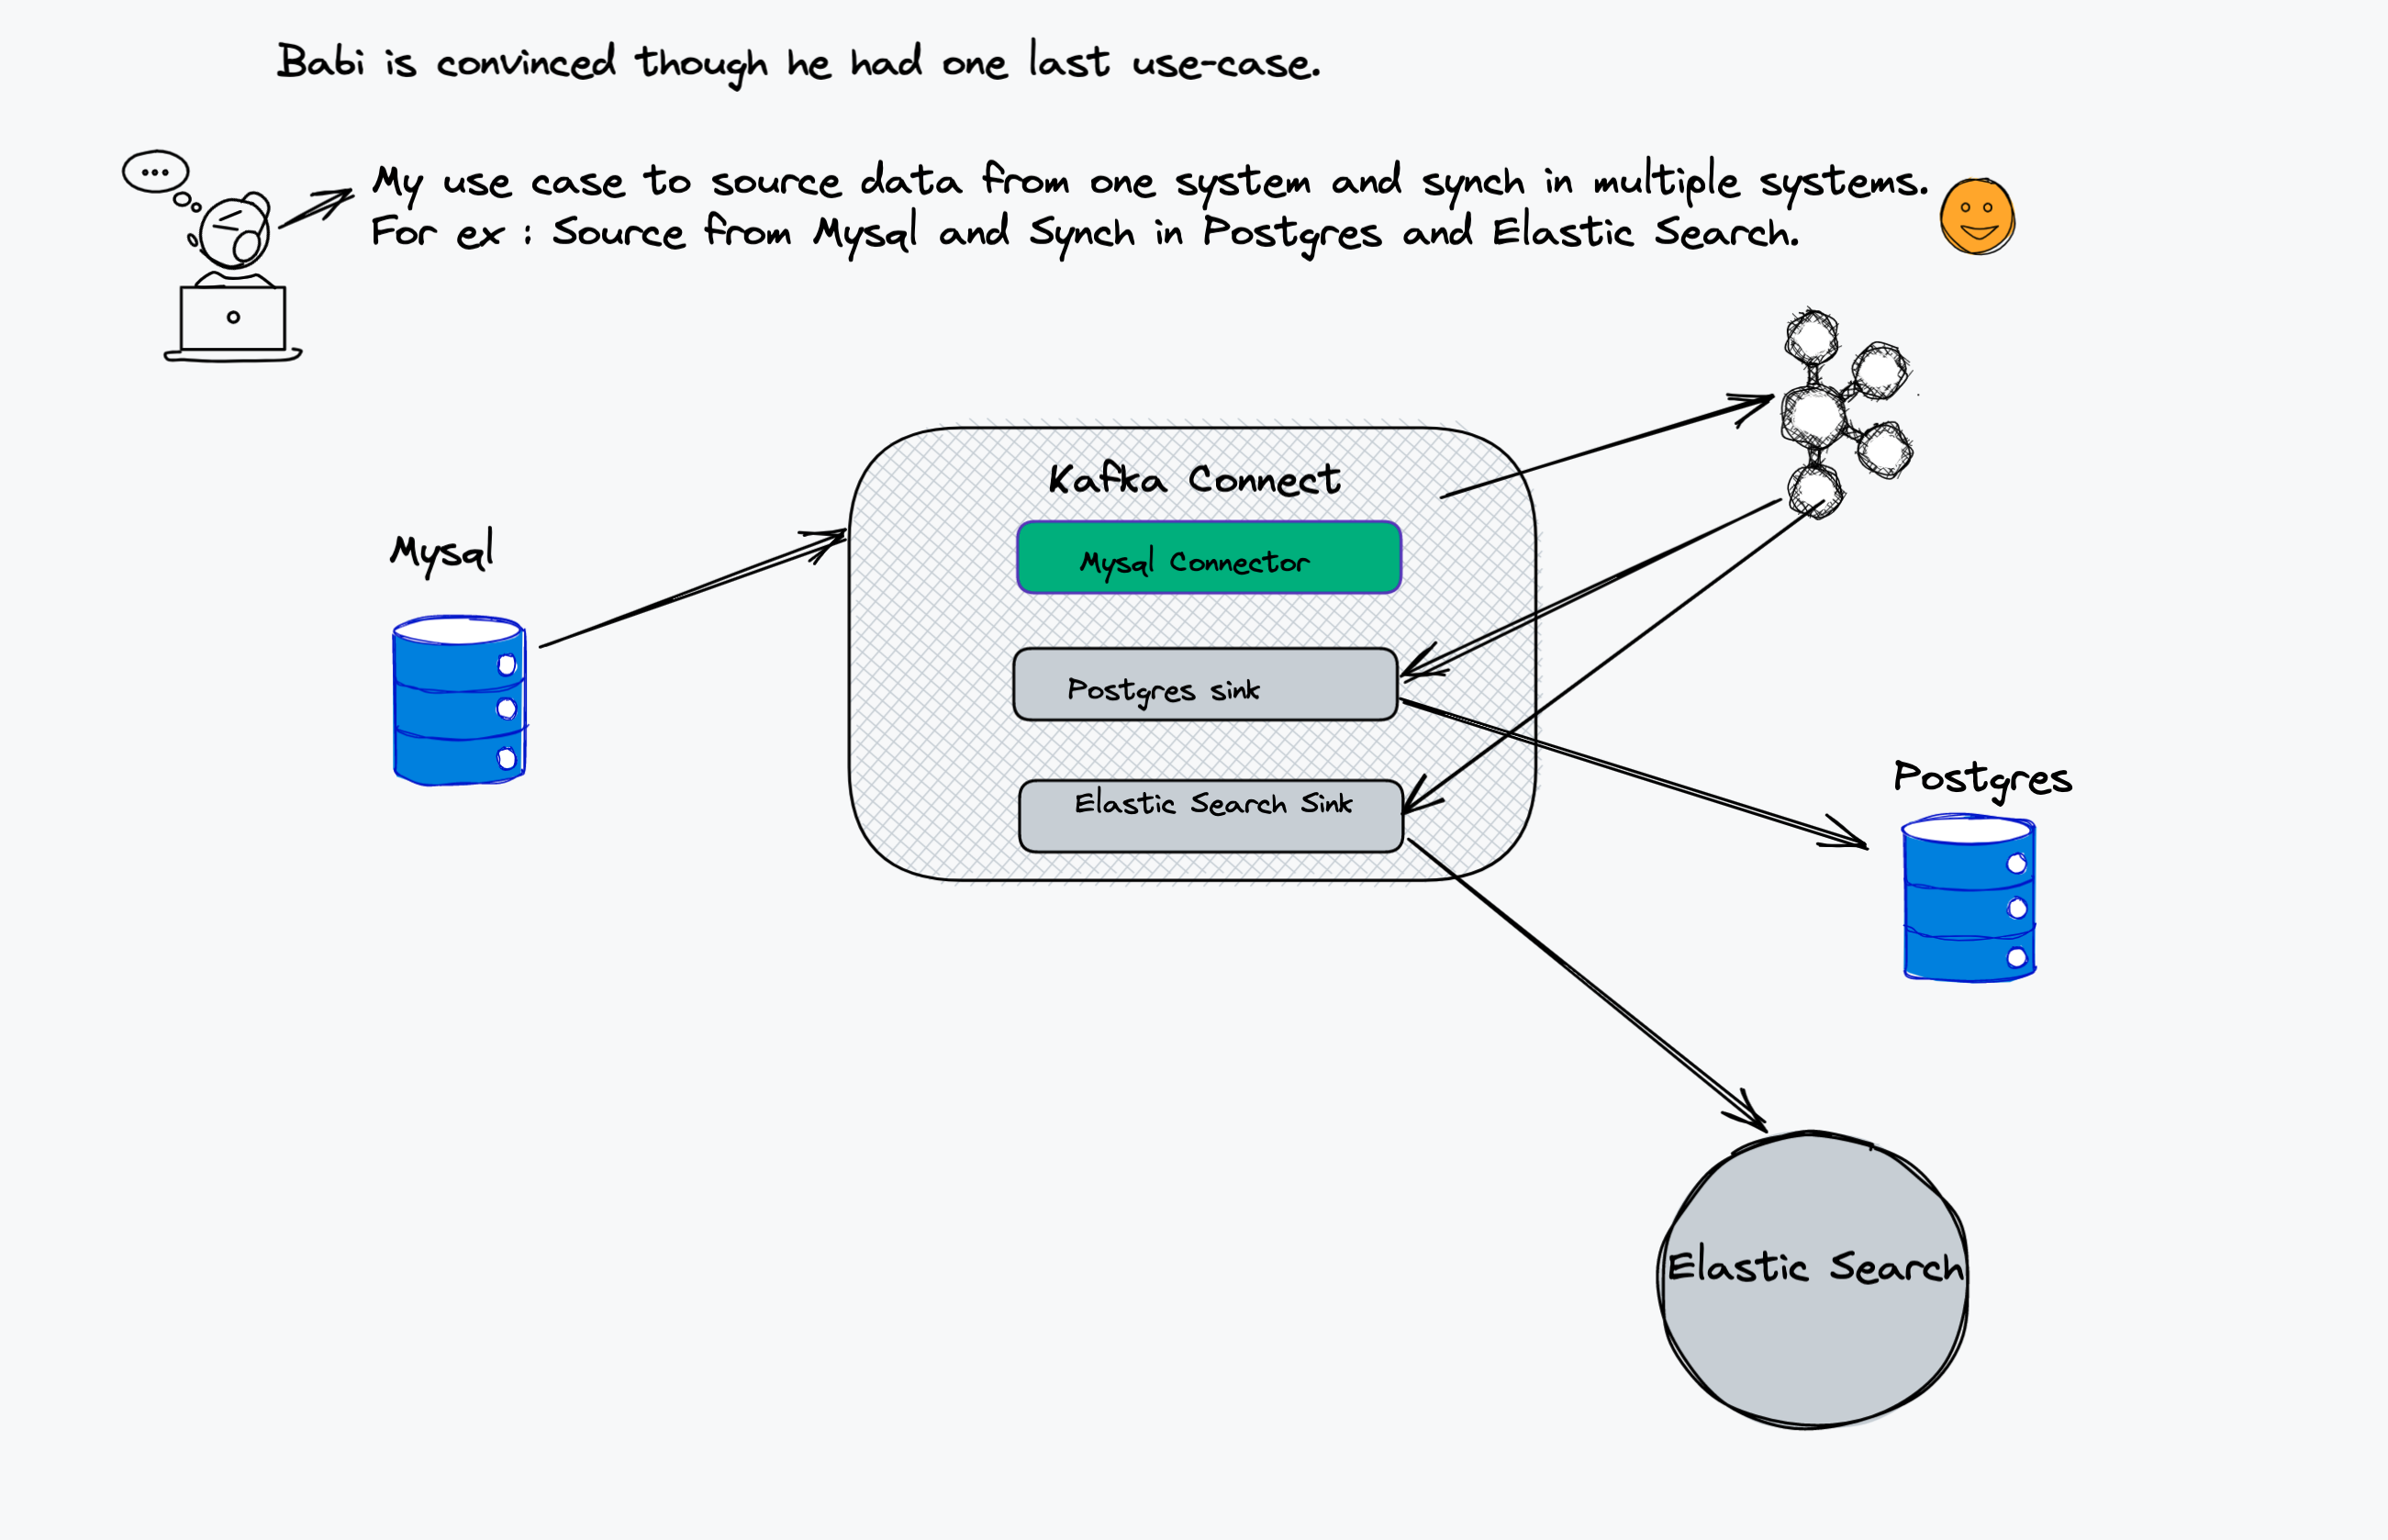 Babi is convinced though he had one last use-case.
...
My use case to source data from one system and synch in multiple systems.
For ex : Source from Mysql and Synch in Postgres and Elastic Search.
Kafka Connect
Mysql
Mysql Connector
Postgres sink
Elastic Search Sink
Postgres
Elastic Search